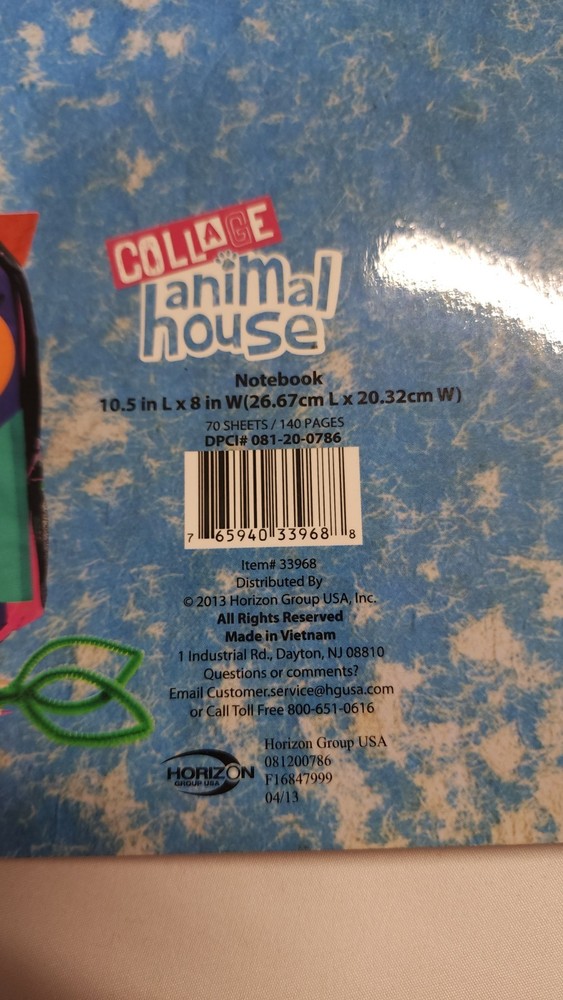 COLLAGE
animal
house
Notebook
10.5 in L x 8 in W(26.67cm L x 20.32cm W)
70 SHEETS / 140 PAGES
DPCI# 081-20-0786
7 65940 33968 8
Item# 33968
Distributed By
© 2013 Horizon Group USA, Inc.
All Rights Reserved
Made in Vietnam
1 Industrial Rd., Dayton, NJ 08810
Questions or comments?
Email Customer.service@hgusa.com
or Call Toll Free 800-651-0616
HORIZON
GROUP USA
Horizon Group USA
081200786
F16847999
04/13